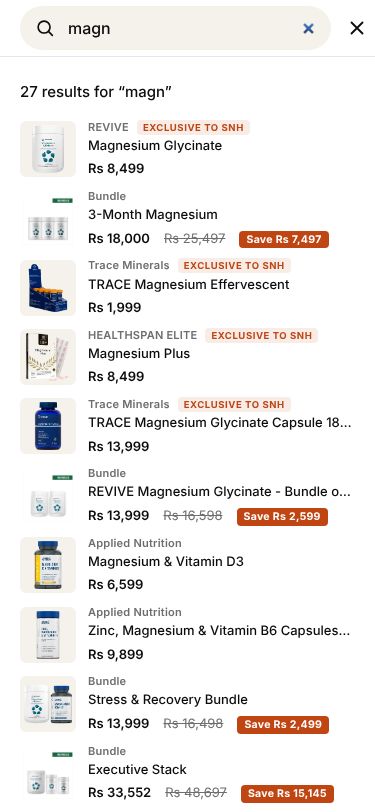 magn
27 results for “magn”
REVIVE EXCLUSIVE TO SNH
Magnesium Glycinate
Rs 8,499
Bundle
3-Month Magnesium
Rs 18,000 Rs 25,497 Save Rs 7,497
Trace Minerals EXCLUSIVE TO SNH
TRACE Magnesium Effervescent
Rs 1,999
HEALTHSPAN ELITE EXCLUSIVE TO SNH
Magnesium Plus
Rs 8,499
Trace Minerals EXCLUSIVE TO SNH
TRACE Magnesium Glycinate Capsule 18...
Rs 13,999
Bundle
REVIVE Magnesium Glycinate - Bundle o...
Rs 13,999 Rs 16,598 Save Rs 2,599
Applied Nutrition
Magnesium & Vitamin D3
Rs 6,599
Applied Nutrition
Zinc, Magnesium & Vitamin B6 Capsules...
Rs 9,899
Bundle
Stress & Recovery Bundle
Rs 13,999 Rs 16,498 Save Rs 2,499
Bundle
Executive Stack
Rs 33,552 Rs 48,697 Save Rs 15,145